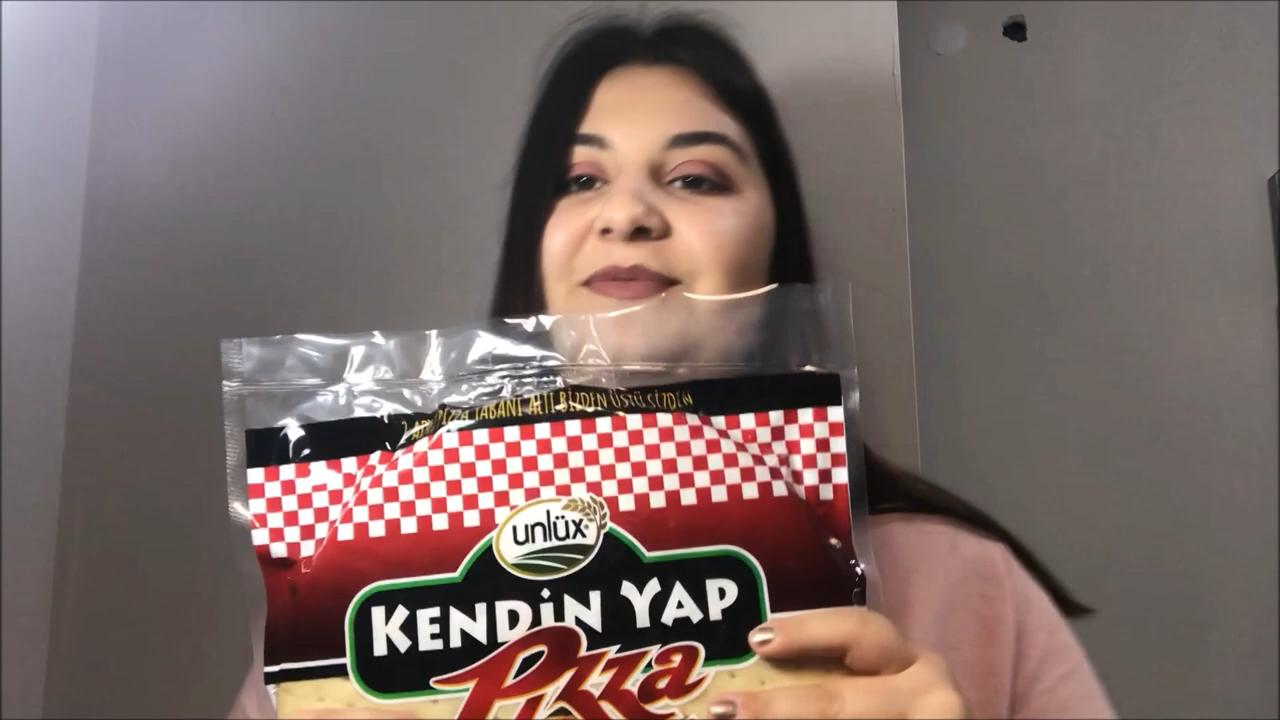 2 ADET PİZZA TABANI ALTI BİZDEN ÜSTÜ SİZDEN
unlüx
KENDİN YAP
Pizza